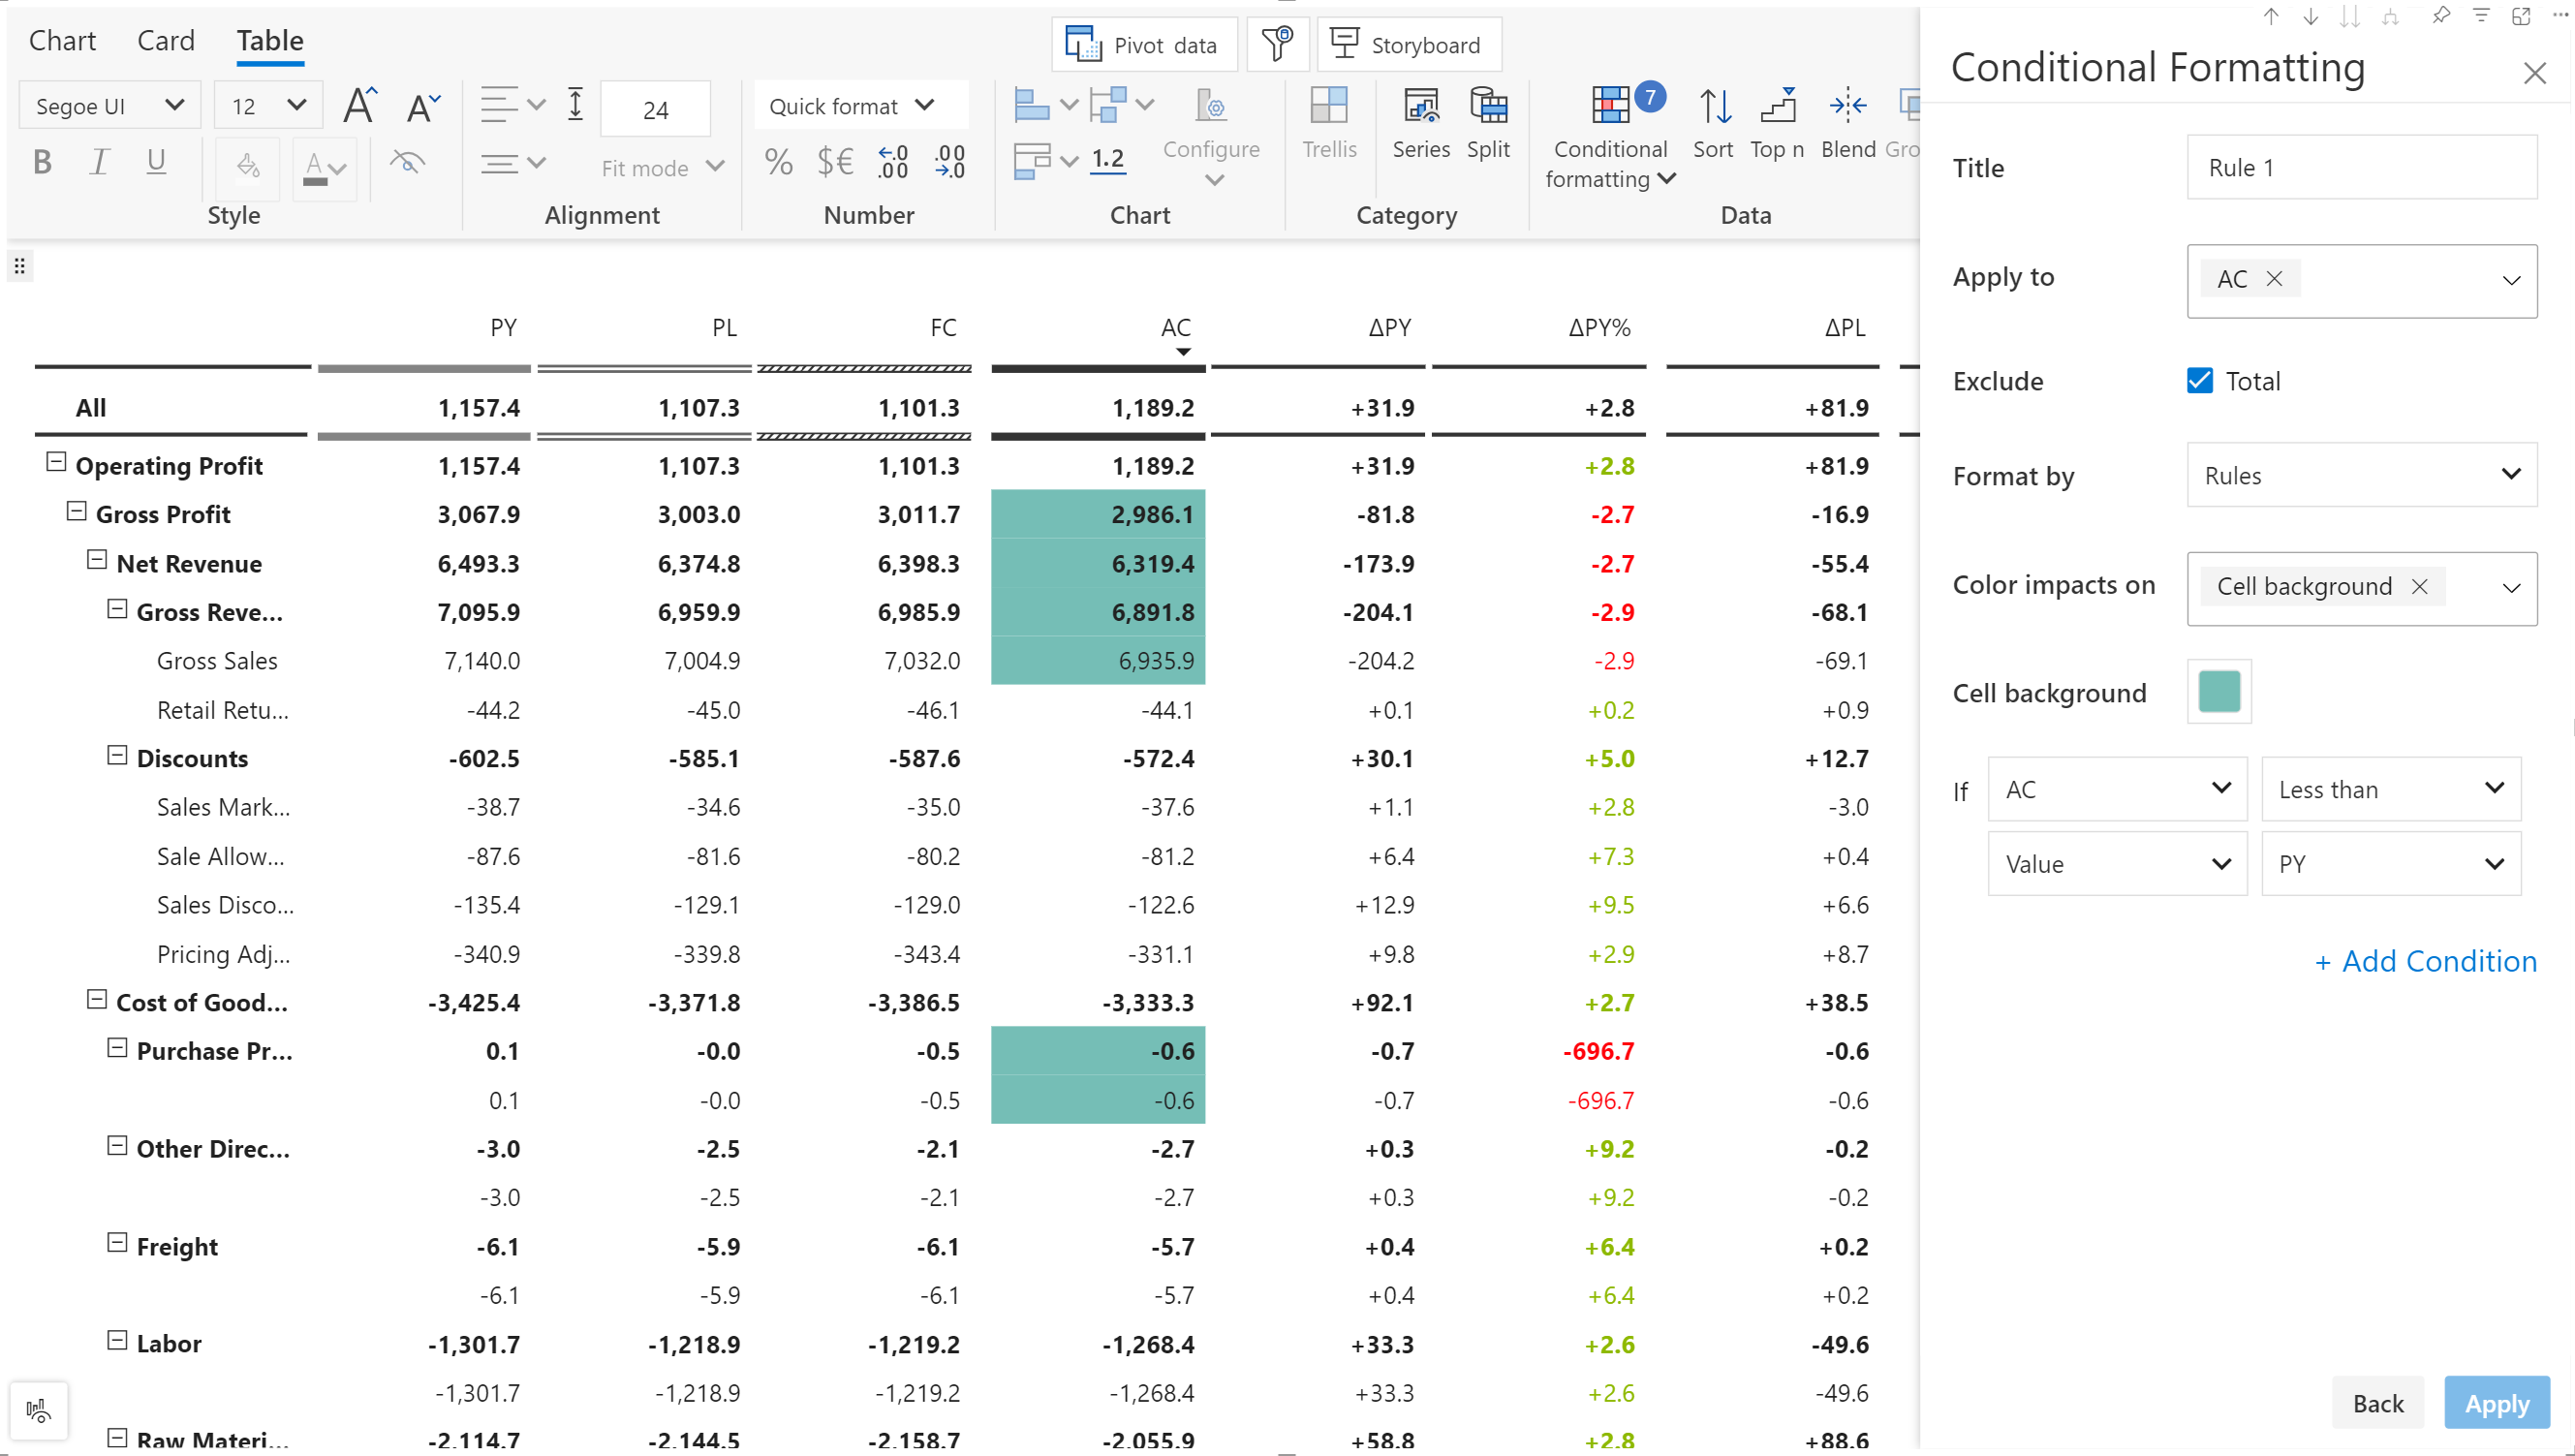 Chart Card Table
Pivot data Storyboard
Segoe UI 12 A A 24 Quick format
B I U A Fit mode % $€ ←.0 .00 .00 →.0
1.2 Configure Trellis Series Split Conditional formatting 7 Sort Top n Blend Gro
Style Alignment Number Chart Category Data
PY PL FC AC ΔPY ΔPY% ΔPL
All 1,157.4 1,107.3 1,101.3 1,189.2 +31.9 +2.8 +81.9
Operating Profit 1,157.4 1,107.3 1,101.3 1,189.2 +31.9 +2.8 +81.9
Gross Profit 3,067.9 3,003.0 3,011.7 2,986.1 -81.8 -2.7 -16.9
Net Revenue 6,493.3 6,374.8 6,398.3 6,319.4 -173.9 -2.7 -55.4
Gross Reve... 7,095.9 6,959.9 6,985.9 6,891.8 -204.1 -2.9 -68.1
Gross Sales 7,140.0 7,004.9 7,032.0 6,935.9 -204.2 -2.9 -69.1
Retail Retu... -44.2 -45.0 -46.1 -44.1 +0.1 +0.2 +0.9
Discounts -602.5 -585.1 -587.6 -572.4 +30.1 +5.0 +12.7
Sales Mark... -38.7 -34.6 -35.0 -37.6 +1.1 +2.8 -3.0
Sale Allow... -87.6 -81.6 -80.2 -81.2 +6.4 +7.3 +0.4
Sales Disco... -135.4 -129.1 -129.0 -122.6 +12.9 +9.5 +6.6
Pricing Adj... -340.9 -339.8 -343.4 -331.1 +9.8 +2.9 +8.7
Cost of Good... -3,425.4 -3,371.8 -3,386.5 -3,333.3 +92.1 +2.7 +38.5
Purchase Pr... 0.1 -0.0 -0.5 -0.6 -0.7 -696.7 -0.6
0.1 -0.0 -0.5 -0.6 -0.7 -696.7 -0.6
Other Direc... -3.0 -2.5 -2.1 -2.7 +0.3 +9.2 -0.2
-3.0 -2.5 -2.1 -2.7 +0.3 +9.2 -0.2
Freight -6.1 -5.9 -6.1 -5.7 +0.4 +6.4 +0.2
-6.1 -5.9 -6.1 -5.7 +0.4 +6.4 +0.2
Labor -1,301.7 -1,218.9 -1,219.2 -1,268.4 +33.3 +2.6 -49.6
-1,301.7 -1,218.9 -1,219.2 -1,268.4 +33.3 +2.6 -49.6
Raw Materi... -2,114.7 -2,144.5 -2,158.7 -2,055.9 +58.8 +2.8 +88.6
Conditional Formatting
Title Rule 1
Apply to AC
Exclude Total
Format by Rules
Color impacts on Cell background
Cell background
If AC Less than
Value PY
+ Add Condition
Back Apply